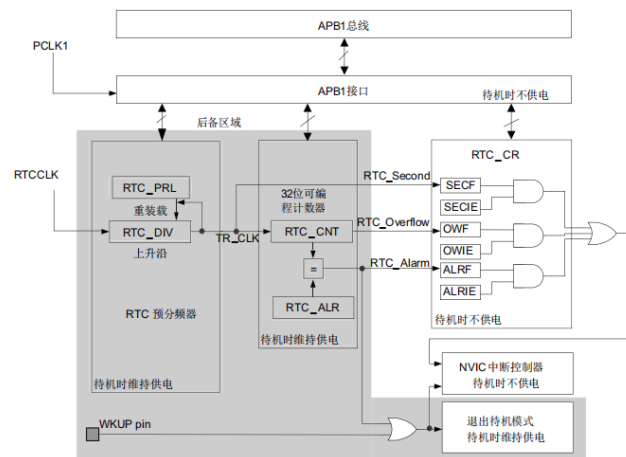 APB1总线
PCLK1
APB1接口
待机时不供电
后备区域
RTCCLK
RTC_PRL
重装载
RTC_DIV
上升沿
RTC 预分频器
待机时维持供电
TR_CLK
32位可编
程计数器
RTC_CNT
=
RTC_ALR
待机时维持供电
RTC_Second
RTC_Overflow
RTC_Alarm
RTC_CR
SECF
SECIE
OWF
OWIE
ALRF
ALRIE
待机时不供电
NVIC中断控制器
待机时不供电
退出待机模式
待机时维持供电
WKUP pin